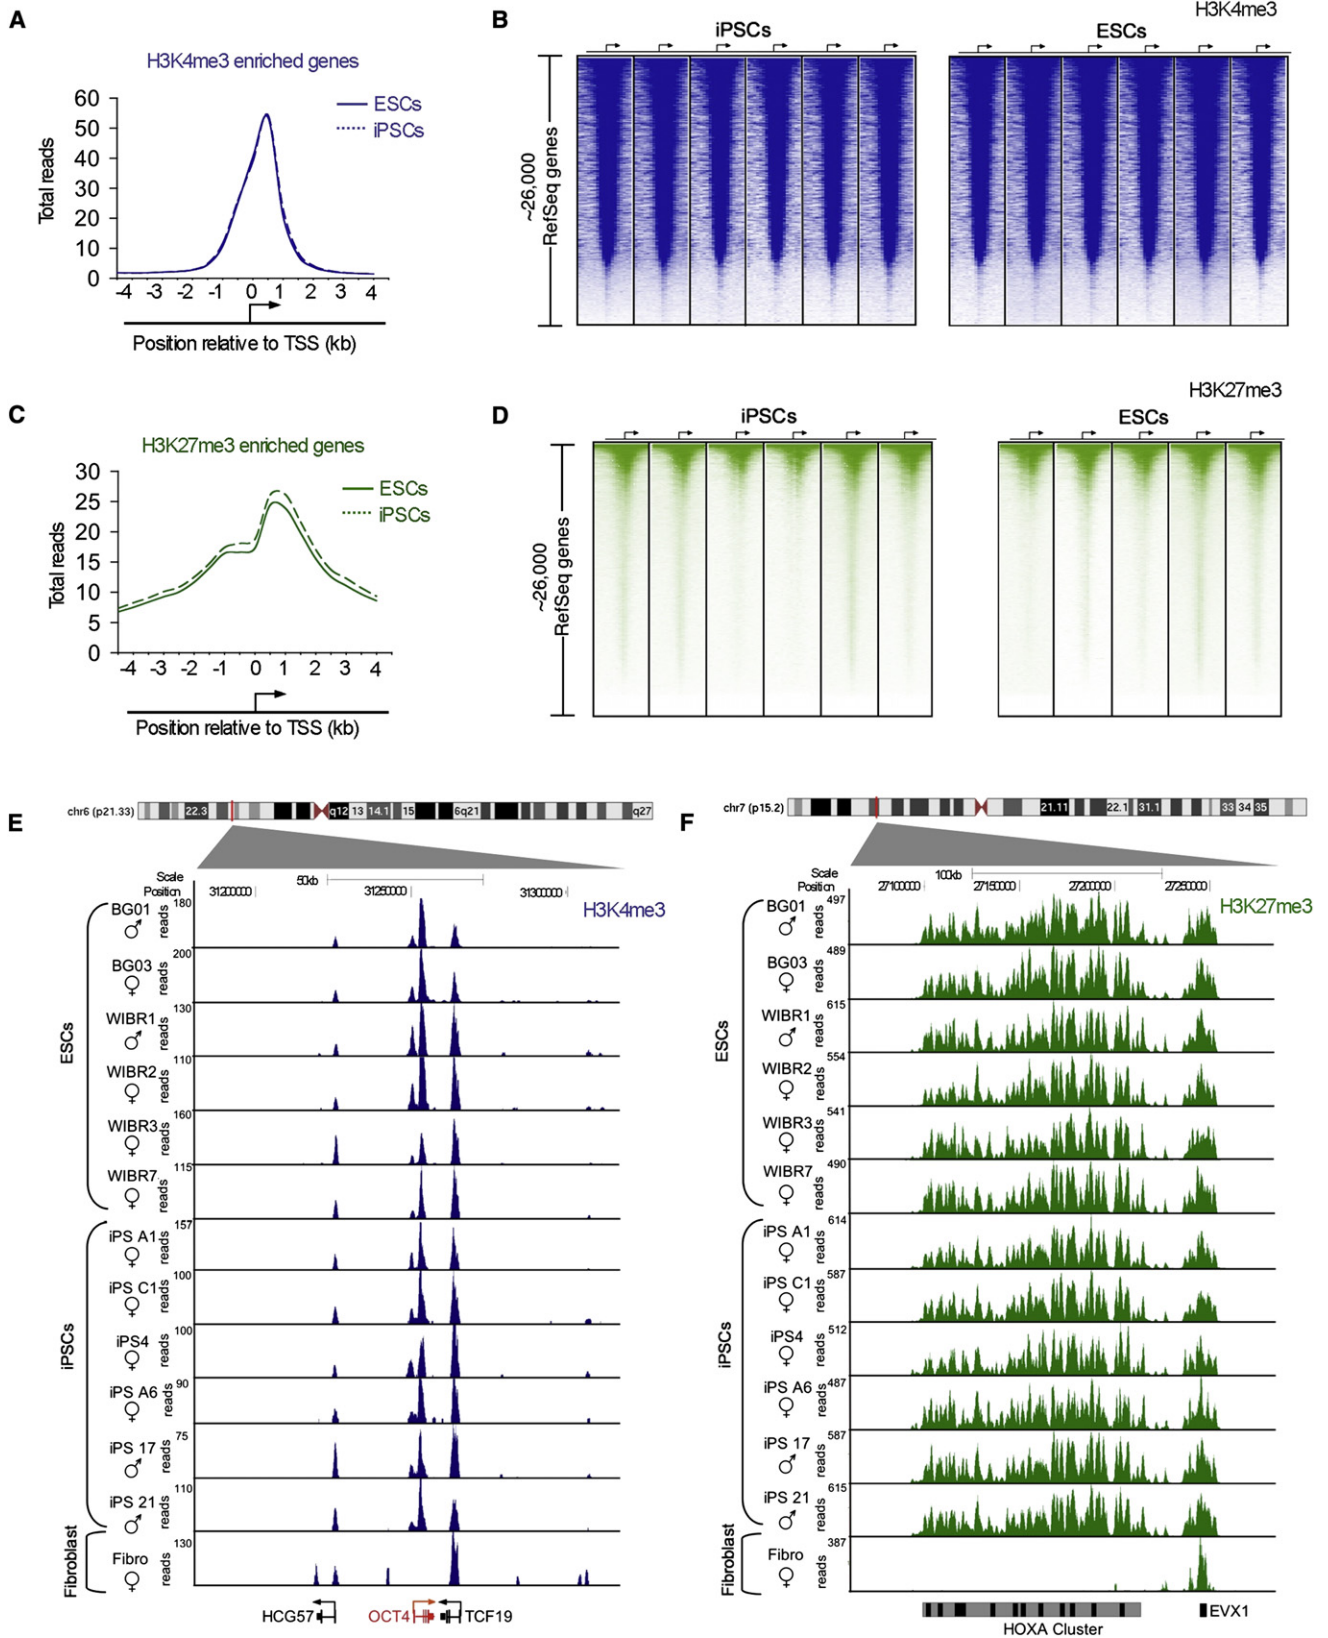 A
H3K4me3 enriched genes
ESCs
iPSCs
Total reads
60
50
40
30
20
10
0
-4 -3 -2 -1 0 1 2 3 4
Position relative to TSS (kb)
B
H3K4me3
iPSCs
ESCs
~26,000
RefSeq genes
C
H3K27me3 enriched genes
ESCs
iPSCs
Total reads
30
25
20
15
10
5
0
-3 -2 -1 0 1 2 3 4
Position relative to TSS (kb)
D
H3K27me3
iPSCs
ESCs
~26,000
RefSeq genes
E
chr6 (p21.33)
22.3 q12 13 14.1 15 6q21 q27
Scale 50kb
Position 31200000 31250000 31300000
H3K4me3
ESCs
BG01 ♂ 180 reads
BG03 ♀ 200 reads
WIBR1 ♂ 130 reads
WIBR2 ♀ 110 reads
WIBR3 ♀ 160 reads
WIBR7 ♀ 115 reads
iPSCs
iPS A1 ♀ 157 reads
iPS C1 ♀ 100 reads
iPS4 ♀ 100 reads
iPS A6 ♀ 90 reads
iPS 17 ♂ 75 reads
iPS 21 ♂ 110 reads
Fibroblast
Fibro ♀ 130 reads
HCG57 OCT4 TCF19
F
chr7 (p15.2)
21.11 22.1 31.1 33 34 35
Scale 100kb
Position 27100000 27150000 27200000 27250000
H3K27me3
ESCs
BG01 ♂ 497 reads
BG03 ♀ 489 reads
WIBR1 ♂ 615 reads
WIBR2 ♀ 554 reads
WIBR3 ♀ 541 reads
WIBR7 ♀ 490 reads
iPSCs
iPS A1 ♀ 614 reads
iPS C1 ♀ 587 reads
iPS4 ♀ 512 reads
iPS A6 ♀ 487 reads
iPS 17 ♂ 587 reads
iPS 21 ♂ 615 reads
Fibroblast
Fibro ♀ 387 reads
HOXA Cluster
EVX1